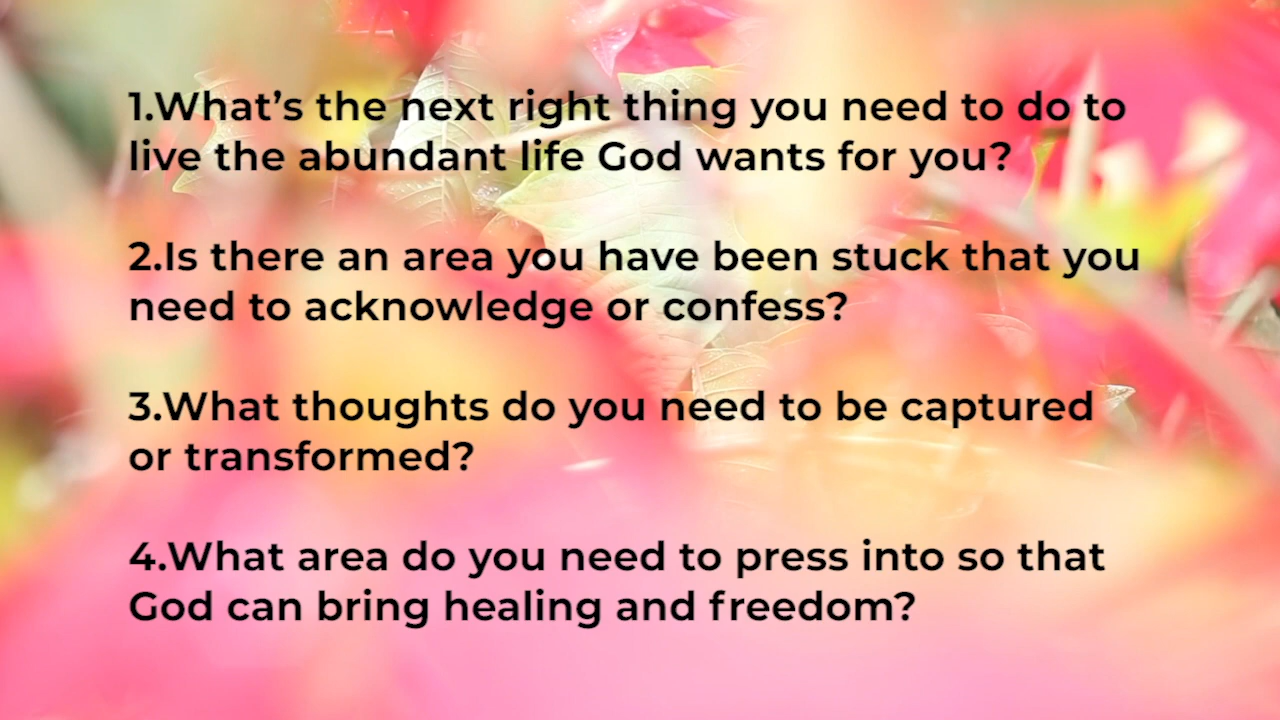 1.What’s the next right thing you need to do to
live the abundant life God wants for you?
2.Is there an area you have been stuck that you
need to acknowledge or confess?
3.What thoughts do you need to be captured
or transformed?
4.What area do you need to press into so that
God can bring healing and freedom?